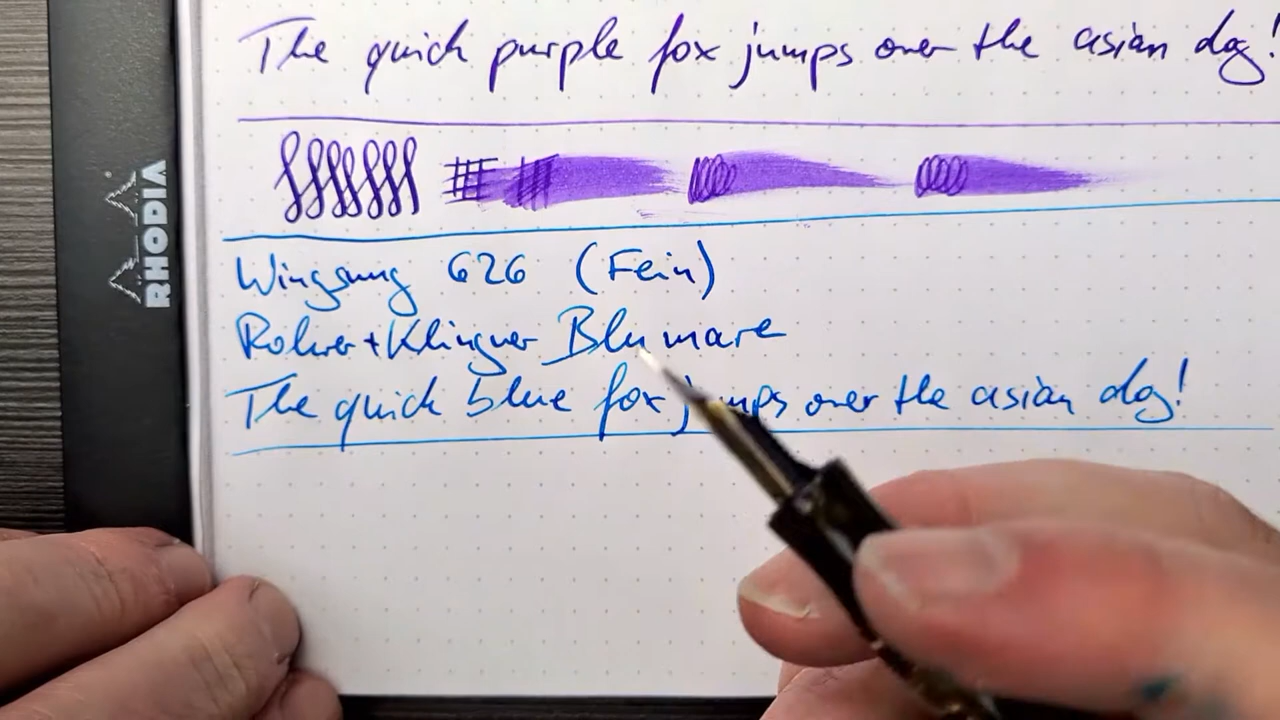 The quick purple fox jumps over the asian dog!
RHODIA
Wingsung 626 (Fein)
Rohrer+Klingner Blu mare
The quick blue fox jumps over the asian dog!